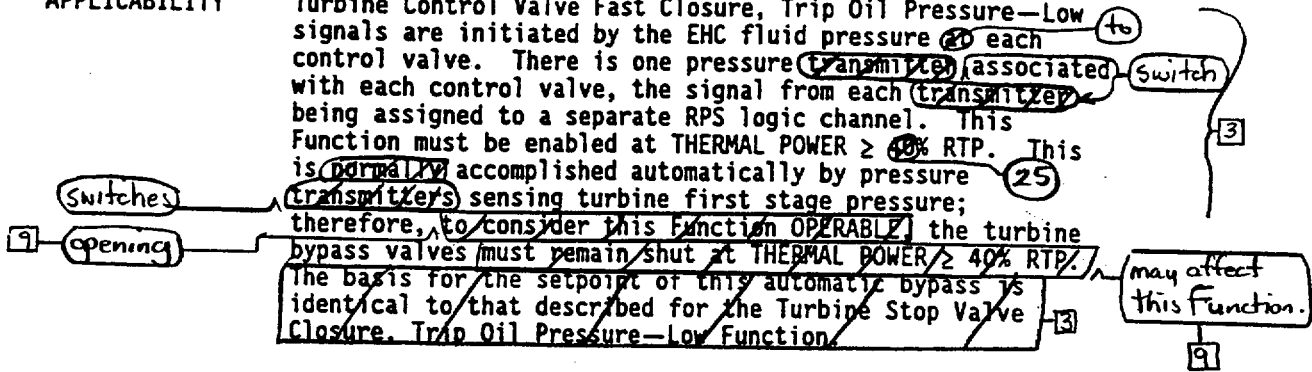 APPLICABILITY Turbine Control Valve Fast Closure, Trip Oil Pressure—Low
signals are initiated by the EHC fluid pressure each to
control valve. There is one pressure transmitter associated switch
with each control valve, the signal from each transmitter
being assigned to a separate RPS logic channel. This
3
Function must be enabled at THERMAL POWER ≥ 40% RTP. This
is normally accomplished automatically by pressure 25
switches transmitters sensing turbine first stage pressure;
therefore, to consider this Function OPERABLE, the turbine
9 opening
bypass valves must remain shut at THERMAL POWER ≥ 40% RTP.
may affect
this Function.
9
The basis for the setpoint of this automatic bypass is
identical to that described for the Turbine Stop Valve
Closure, Trip Oil Pressure—Low Function.
3